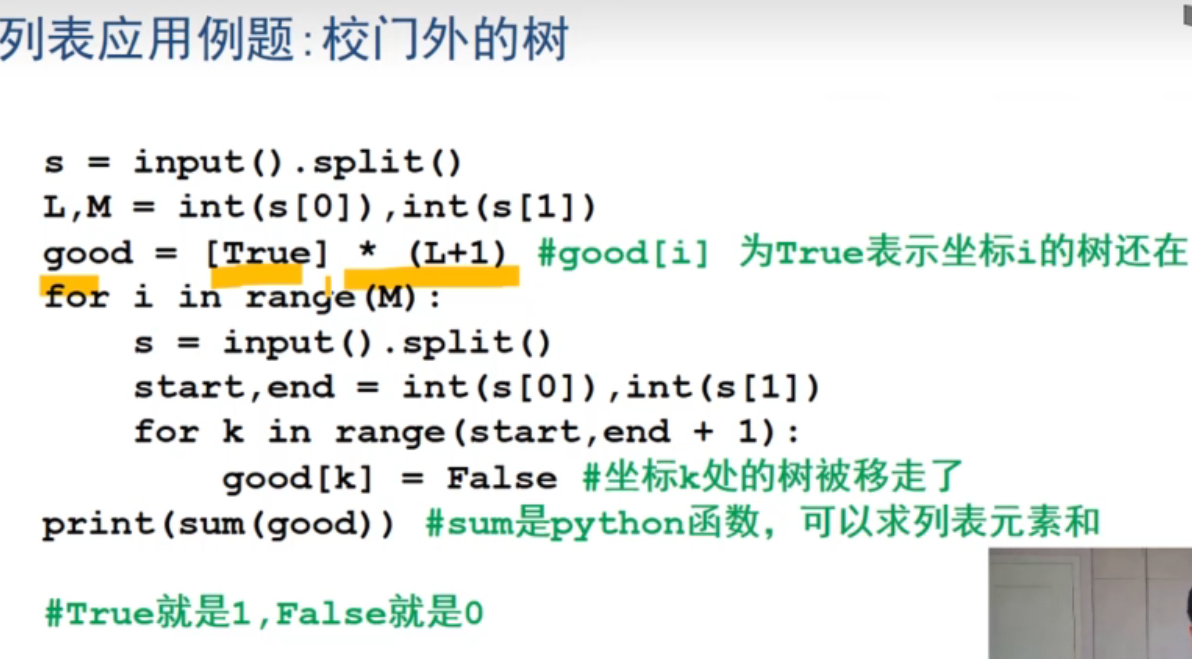 列表应用例题:校门外的树
s = input().split()
L,M = int(s[0]),int(s[1])
good = [True] * (L+1) #good[i] 为True表示坐标i的树还在
for i in range(M):
    s = input().split()
    start,end = int(s[0]),int(s[1])
    for k in range(start,end + 1):
        good[k] = False #坐标k处的树被移走了
print(sum(good)) #sum是python函数，可以求列表元素和
#True就是1,False就是0